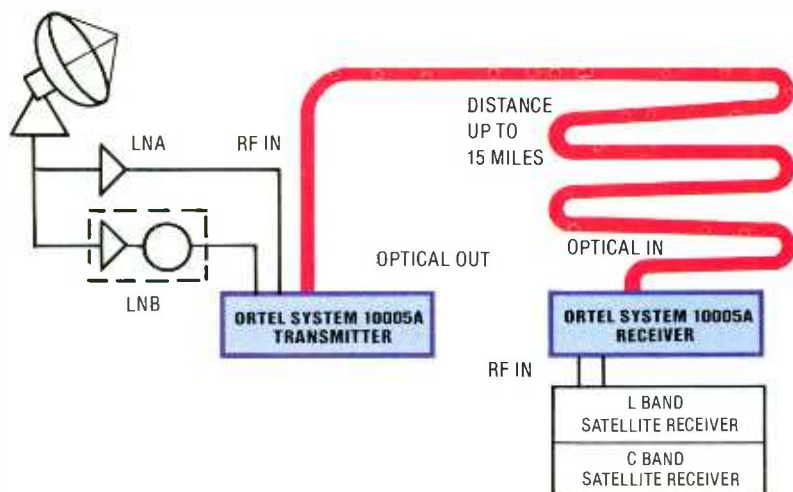 LNA
RF IN
DISTANCE
UP TO
15 MILES
LNB
OPTICAL OUT
OPTICAL IN
ORTEL SYSTEM 10005A
TRANSMITTER
ORTEL SYSTEM 10005A
RECEIVER
RF IN
L BAND
SATELLITE RECEIVER
C BAND
SATELLITE RECEIVER